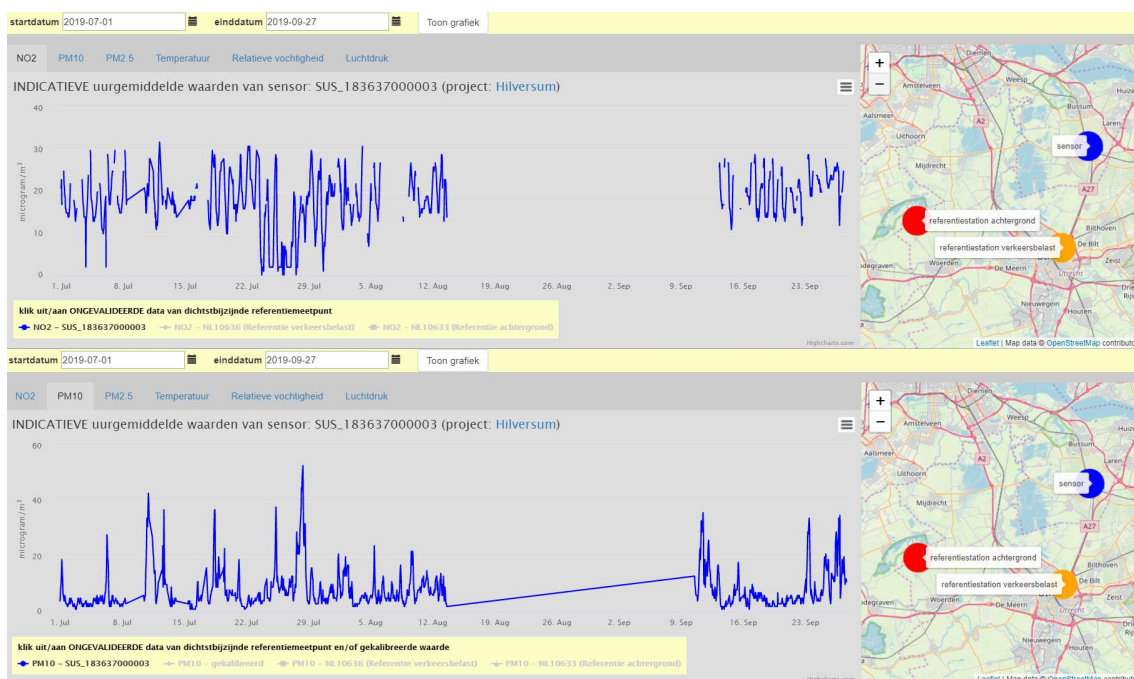 startdatum 2019-07-01 einddatum 2019-09-27 Toon grafiek
NO2 PM10 PM2.5 Temperatuur Relatieve vochtigheid Luchtdruk
INDICATIEVE uurgemiddelde waarden van sensor: SUS_183637000003 (project: Hilversum)
40
30
20
10
0
microgram/m³
1. Jul 8. Jul 15. Jul 22. Jul 29. Jul 5. Aug 12. Aug 19. Aug 26. Aug 2. Sep 9. Sep 16. Sep 23. Sep
klik uit/aan ONGEVALIDEERDE data van dichtstbijzijnde referentiemeetpunt
NO2 - SUS_183637000003 NO2 - NL10636 (Referentie verkeersbelast) NO2 - NL10633 (Referentie achtergrond)
Highcharts.com
+
−
Diemen
Weesp
Amstelveen
Huize
Bussum
Aalsmeer
A2
Laren
Uithoorn
sensor
Mijdrecht
A27
referentiestation achtergrond
Bilthoven
referentiestation verkeersbelast
De Bilt
degraven
Woerden
De Meern
Utrecht
Zeist
Nieuwegein
Houten
Drie
Rijs
Leaflet | Map data © OpenStreetMap contributo
startdatum 2019-07-01 einddatum 2019-09-27 Toon grafiek
NO2 PM10 PM2.5 Temperatuur Relatieve vochtigheid Luchtdruk
INDICATIEVE uurgemiddelde waarden van sensor: SUS_183637000003 (project: Hilversum)
60
40
20
0
microgram/m³
1. Jul 8. Jul 15. Jul 22. Jul 29. Jul 5. Aug 12. Aug 19. Aug 26. Aug 2. Sep 9. Sep 16. Sep 23. Sep
klik uit/aan ONGEVALIDEERDE data van dichtstbijzijnde referentiemeetpunt en/of gekalibreerde waarde
PM10 - SUS_183637000003 PM10 - gekalibreerd PM10 - NL10636 (Referentie verkeersbelast) PM10 - NL10633 (Referentie achtergrond)
+
−
Diemen
Weesp
Amstelveen
Huize
Bussum
Aalsmeer
A2
Laren
Uithoorn
sensor
Mijdrecht
A27
referentiestation achtergrond
Bilthoven
referentiestation verkeersbelast
De Bilt
degraven
Woerden
De Meern
Utrecht
Zeist
Nieuwegein
Houten